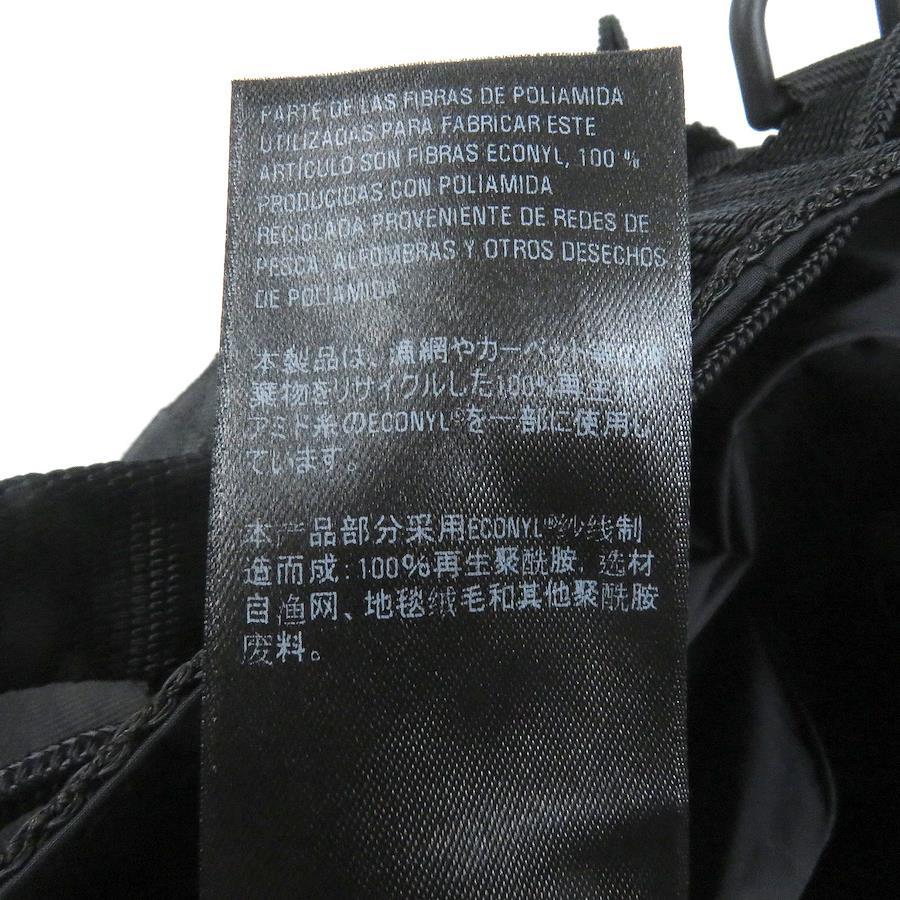 PARTE DE LAS FIBRAS DE POLIAMIDA
UTILIZADAS PARA FABRICAR ESTE
ARTÍCULO SON FIBRAS ECONYL, 100 %
PRODUCIDAS CON POLIAMIDA
RECICLADA PROVENIENTE DE REDES DE
PESCA, ALFOMBRAS Y OTROS DESECHOS
DE POLIAMIDA
本製品は、漁網やカーペット
棄物をリサイクルした100%再生
アミド糸のECONYL®を一部に使用し
ています。
本产品部分采用ECONYL®纱线制
造而成: 100%再生聚酰胺, 选材
自渔网、地毯绒毛和其他聚酰胺
废料。